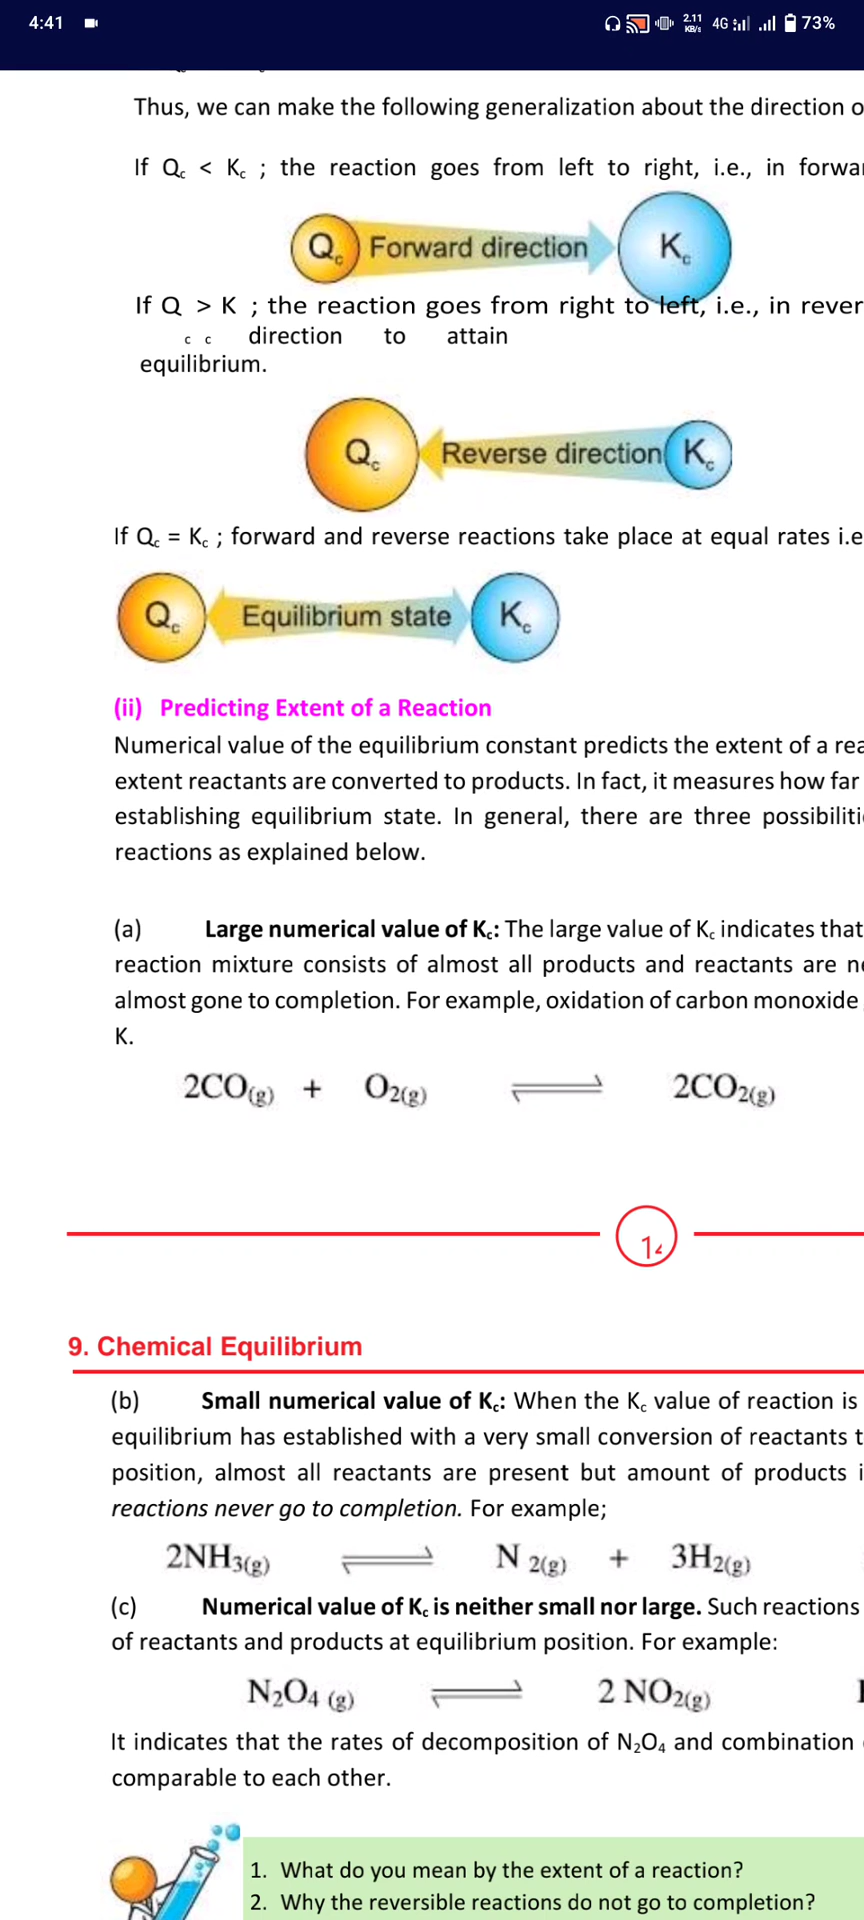 4:41
2.11 KB/s 4G 73%
Thus, we can make the following generalization about the direction o
If Qc < Kc ; the reaction goes from left to right, i.e., in forwar
Qc Forward direction Kc
If Q > K ; the reaction goes from right to left, i.e., in rever
c c direction to attain
equilibrium.
Qc Reverse direction Kc
If Qc = Kc ; forward and reverse reactions take place at equal rates i.e
Qc Equilibrium state Kc
(ii) Predicting Extent of a Reaction
Numerical value of the equilibrium constant predicts the extent of a rea
extent reactants are converted to products. In fact, it measures how far
establishing equilibrium state. In general, there are three possibiliti
reactions as explained below.
(a) Large numerical value of Kc: The large value of Kc indicates that
reaction mixture consists of almost all products and reactants are ne
almost gone to completion. For example, oxidation of carbon monoxide
K.
2CO(g) + O2(g) ⇌ 2CO2(g)
9. Chemical Equilibrium
(b) Small numerical value of Kc: When the Kc value of reaction is
equilibrium has established with a very small conversion of reactants t
position, almost all reactants are present but amount of products i
reactions never go to completion. For example;
2NH3(g) ⇌ N 2(g) + 3H2(g)
(c) Numerical value of Kc is neither small nor large. Such reactions
of reactants and products at equilibrium position. For example:
N2O4 (g) ⇌ 2 NO2(g)
It indicates that the rates of decomposition of N2O4 and combination
comparable to each other.
1. What do you mean by the extent of a reaction?
2. Why the reversible reactions do not go to completion?